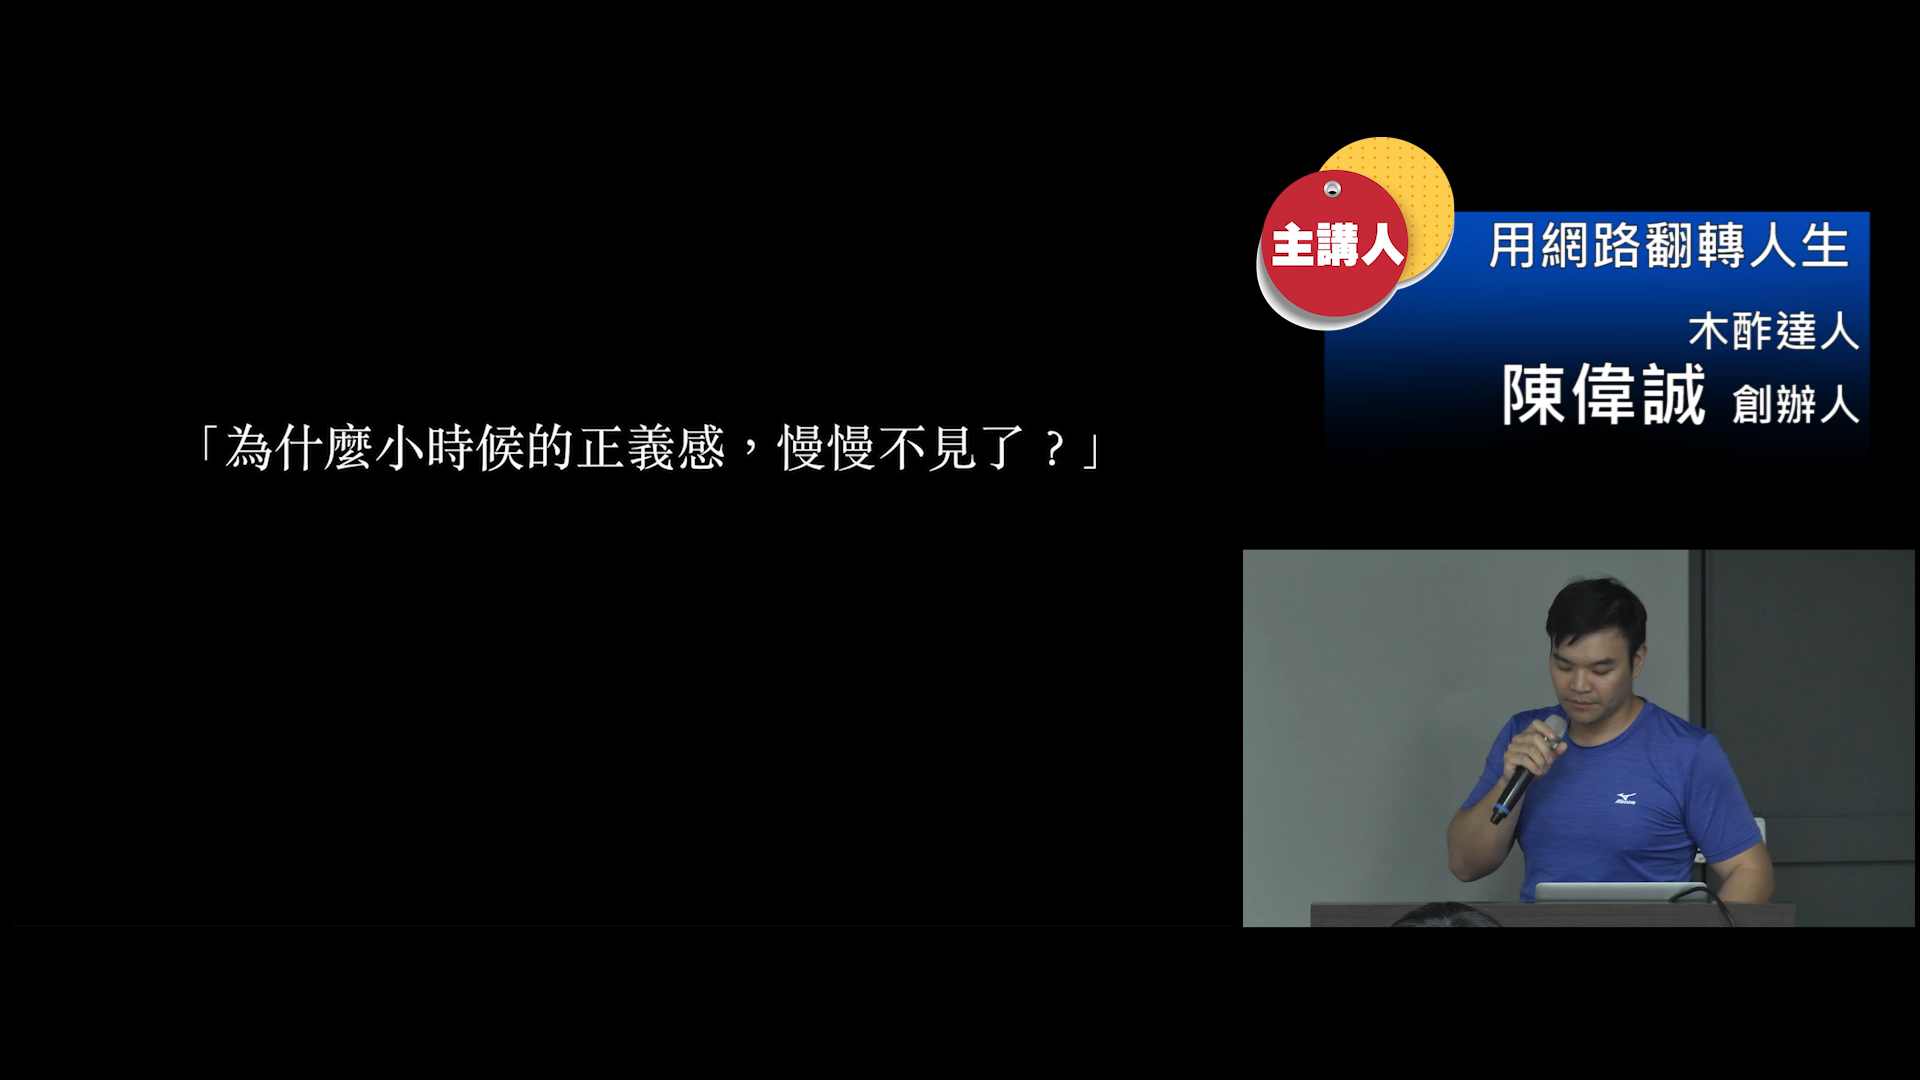 「為什麼小時候的正義感，慢慢不見了？」
主講人
用網路翻轉人生
木酢達人
陳偉誠 創辦人
MIZUNO